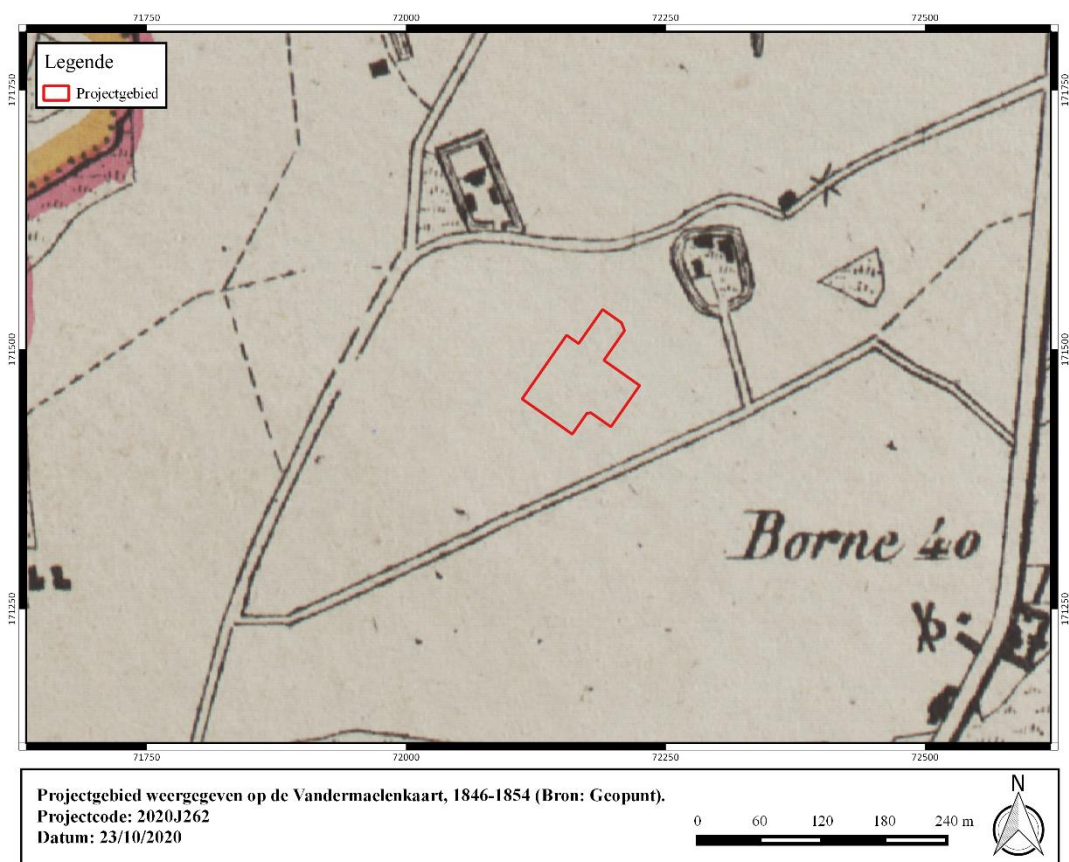 71750 72000 72250 72500
Legende
Projectgebied
171750 171750
171500 171500
Borne 40
171250 171250
71750 72000 72250 72500
Projectgebied weergegeven op de Vandermaelenkaart, 1846-1854 (Bron: Geopunt).
Projectcode: 2020J262
Datum: 23/10/2020
0 60 120 180 240 m
N